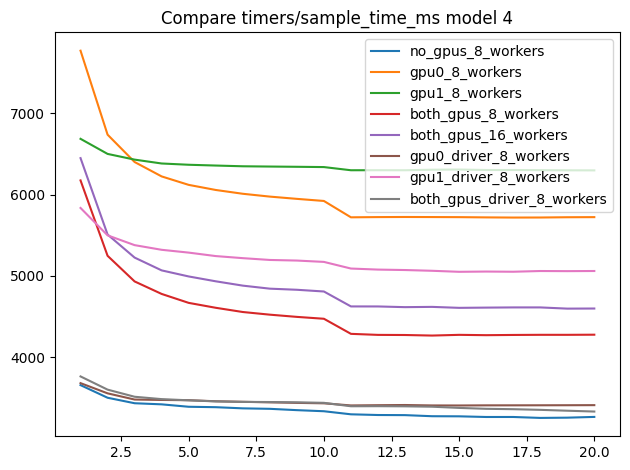 Compare timers/sample_time_ms model 4
no_gpus_8_workers
gpu0_8_workers
gpu1_8_workers
both_gpus_8_workers
both_gpus_16_workers
gpu0_driver_8_workers
gpu1_driver_8_workers
both_gpus_driver_8_workers
7000
6000
5000
4000
2.5 5.0 7.5 10.0 12.5 15.0 17.5 20.0